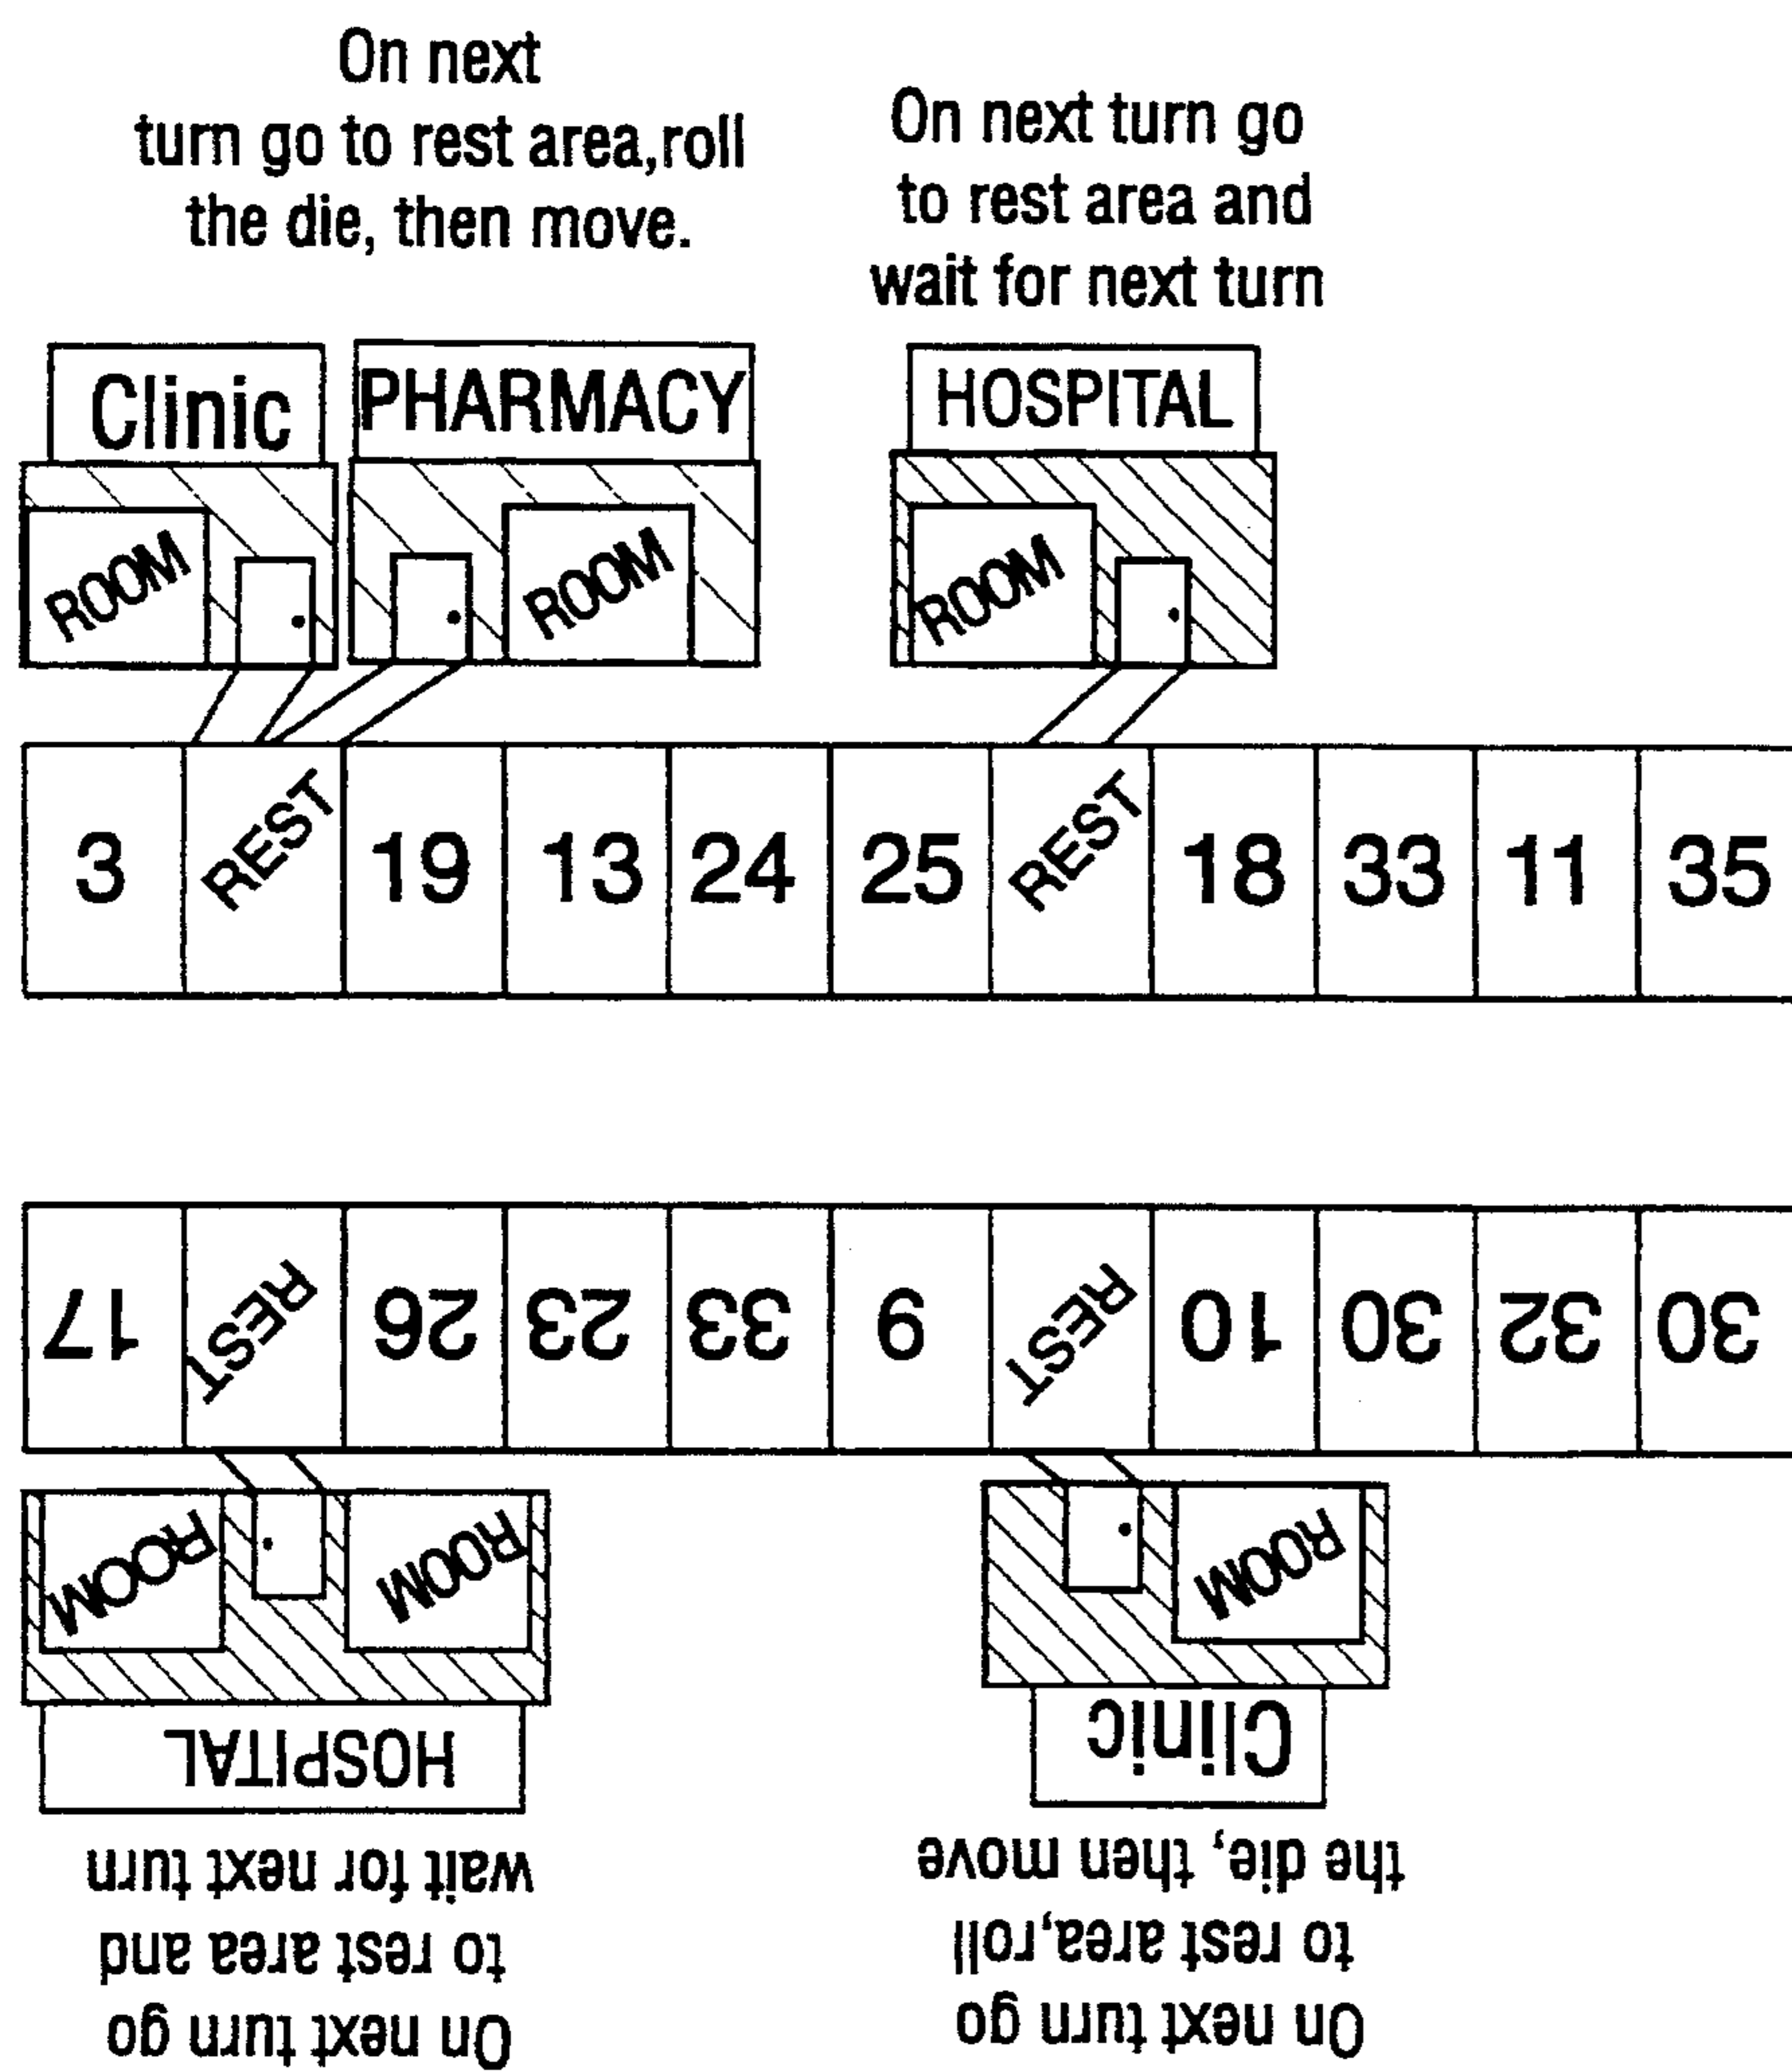 On next
turn go to rest area,roll
the die, then move.
On next turn go
to rest area and
wait for next turn
Clinic PHARMACY HOSPITAL
ROOM ROOM ROOM
3 REST 19 13 24 25 REST 18 33 11 35
On next turn go
to rest area,roll
the die, then move
On next turn go
to rest area and
wait for next turn
Clinic HOSPITAL
ROOM ROOM ROOM
30 32 30 10 REST 6 33 23 26 REST 17